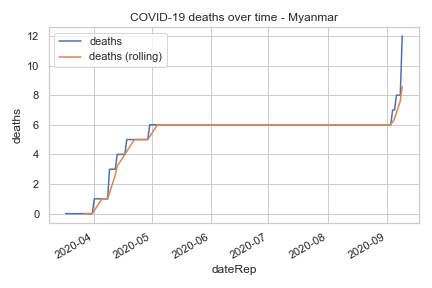 COVID-19 deaths over time - Myanmar
deaths
deaths (rolling)
12
10
8
6
4
2
0
deaths
2020-04
2020-05
2020-06
2020-07
2020-08
2020-09
dateRep